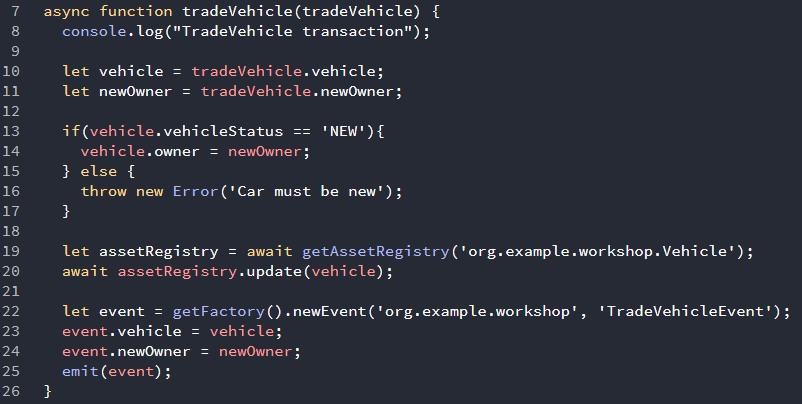 7 async function tradeVehicle(tradeVehicle) {
8   console.log("TradeVehicle transaction");
9
10   let vehicle = tradeVehicle.vehicle;
11   let newOwner = tradeVehicle.newOwner;
12
13   if(vehicle.vehicleStatus == 'NEW'){
14     vehicle.owner = newOwner;
15   } else {
16     throw new Error('Car must be new');
17   }
18
19   let assetRegistry = await getAssetRegistry('org.example.workshop.Vehicle');
20   await assetRegistry.update(vehicle);
21
22   let event = getFactory().newEvent('org.example.workshop', 'TradeVehicleEvent');
23   event.vehicle = vehicle;
24   event.newOwner = newOwner;
25   emit(event);
26 }